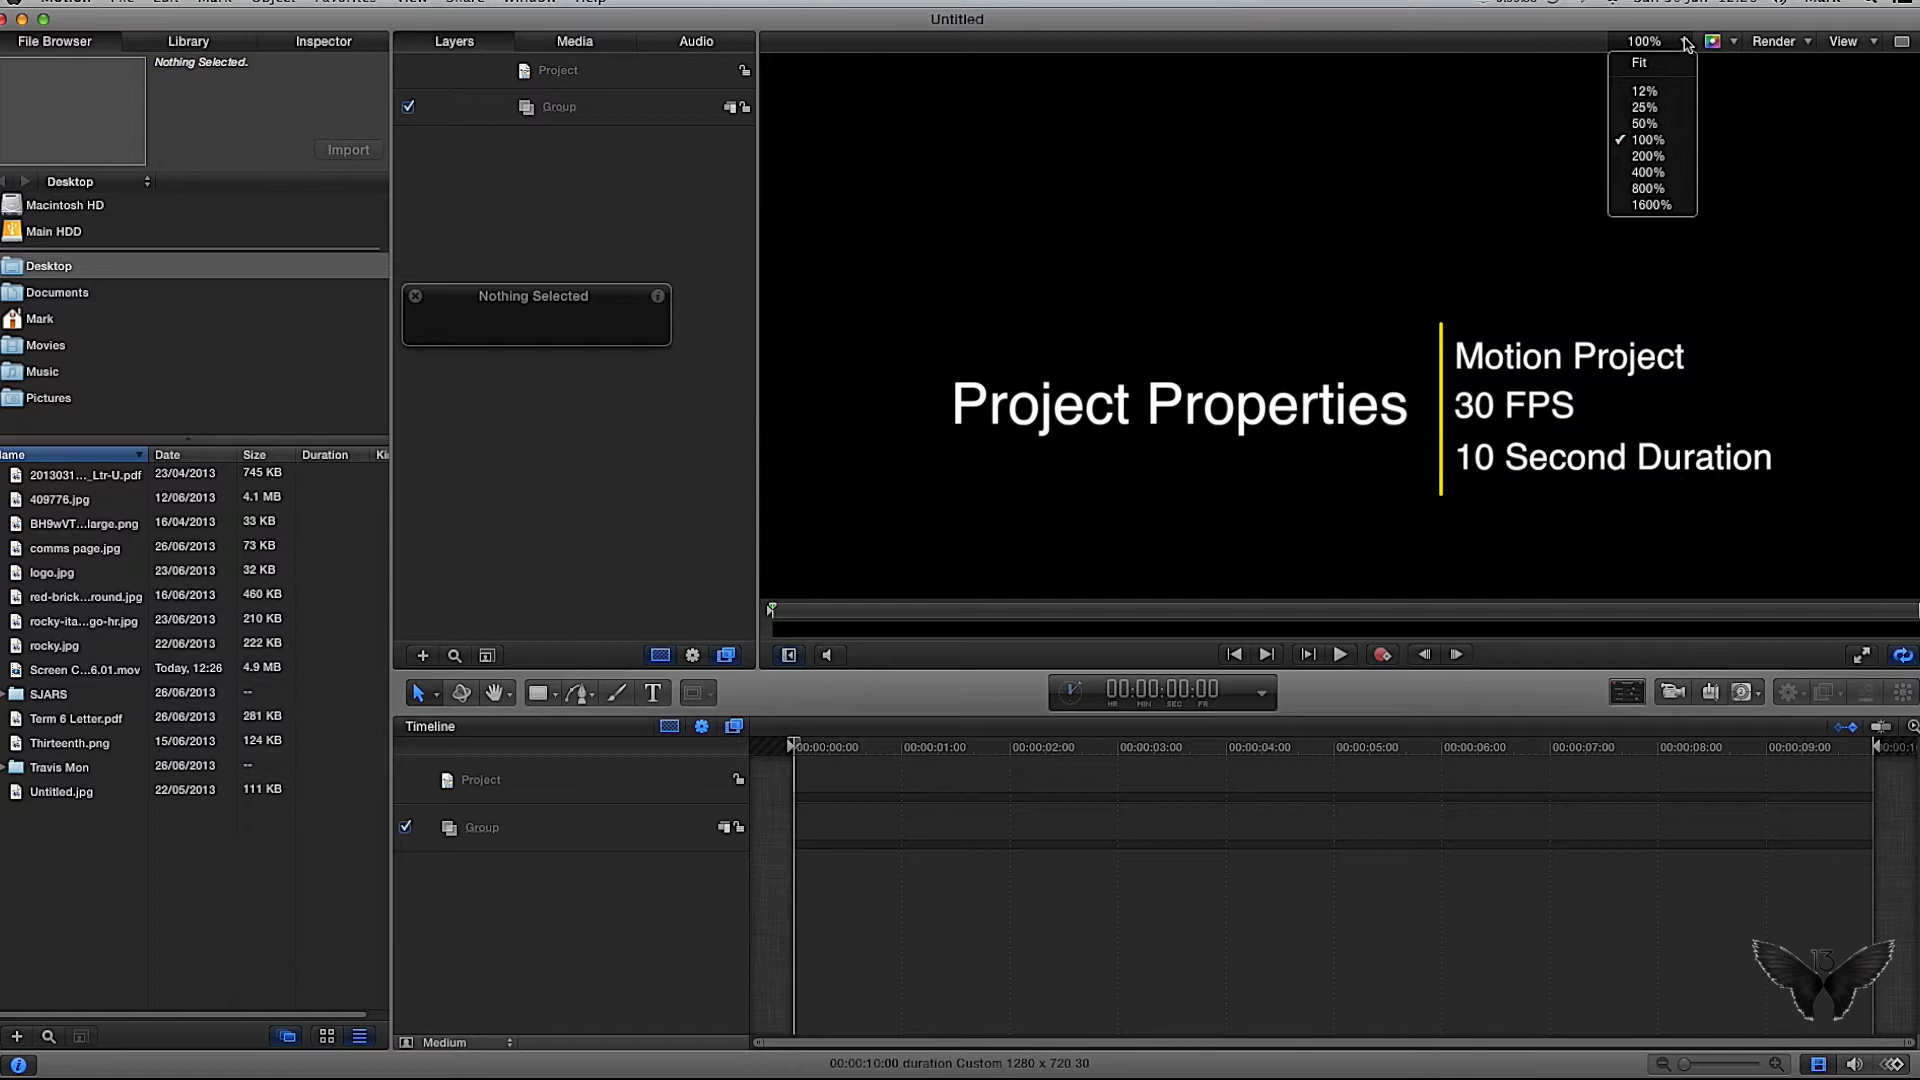 Untitled
File Browser
Library
Inspector
Layers
Media
Audio
100%
Render
View
Nothing Selected.
Import
Project
Group
Fit
12%
25%
50%
100%
200%
400%
800%
1600%
Desktop
Macintosh HD
Main HDD
Desktop
Documents
Mark
Movies
Music
Pictures
Nothing Selected
Project Properties
Motion Project
30 FPS
10 Second Duration
ame Date Size Duration Kin
2013031..._Ltr-U.pdf 23/04/2013 745 KB
409776.jpg 12/06/2013 4.1 MB
BH9wVT...large.png 16/04/2013 33 KB
comms page.jpg 26/06/2013 73 KB
logo.jpg 23/06/2013 32 KB
red-brick...round.jpg 16/06/2013 460 KB
rocky-ita...go-hr.jpg 23/06/2013 210 KB
rocky.jpg 22/06/2013 222 KB
Screen C...6.01.mov Today, 12:26 4.9 MB
SJARS 26/06/2013 --
Term 6 Letter.pdf 26/06/2013 281 KB
Thirteenth.png 15/06/2013 124 KB
Travis Mon 26/06/2013 --
Untitled.jpg 22/05/2013 111 KB
T
00:00:00:00
HR MIN SEC FR
Timeline
00:00:00:00 00:00:01:00 00:00:02:00 00:00:03:00 00:00:04:00 00:00:05:00 00:00:06:00 00:00:07:00 00:00:08:00 00:00:09:00
Project
Group
13
Medium
00:00:10:00 duration Custom 1280 x 720 30